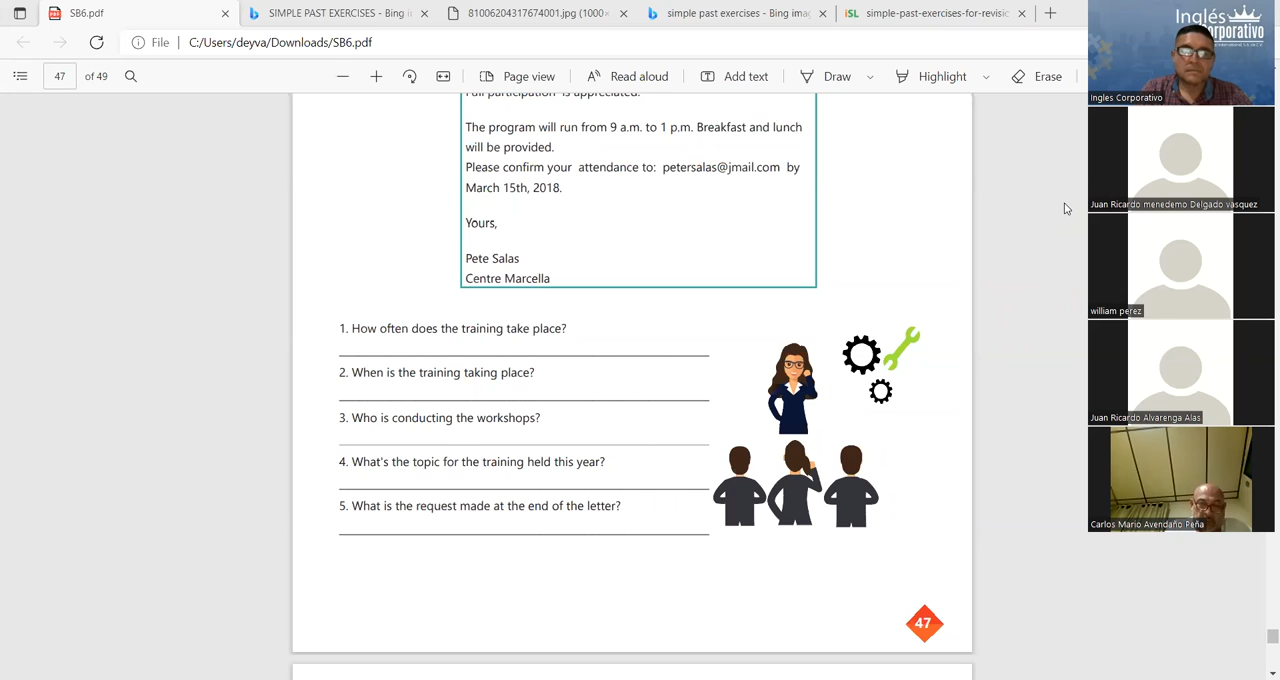 SB6.pdf
SIMPLE PAST EXERCISES - Bing i
81006204317674001.jpg (1000×
simple past exercises - Bing ima
iSL simple-past-exercises-for-revisic
File C:/Users/deyva/Downloads/SB6.pdf
47 of 49
Page view
Read aloud
Add text
Draw
Highlight
Erase
Full participation is appreciated.
The program will run from 9 a.m. to 1 p.m. Breakfast and lunch
will be provided.
Please confirm your attendance to: petersalas@jmail.com by
March 15th, 2018.
Yours,
Pete Salas
Centre Marcella
1. How often does the training take place?
2. When is the training taking place?
3. Who is conducting the workshops?
4. What's the topic for the training held this year?
5. What is the request made at the end of the letter?
47
Inglés
Corporativo
Ingles Corporativo
Juan Ricardo menedemo Delgado vasquez
william perez
Juan Ricardo Alvarenga Alas
Carlos Mario Avendaño Peña